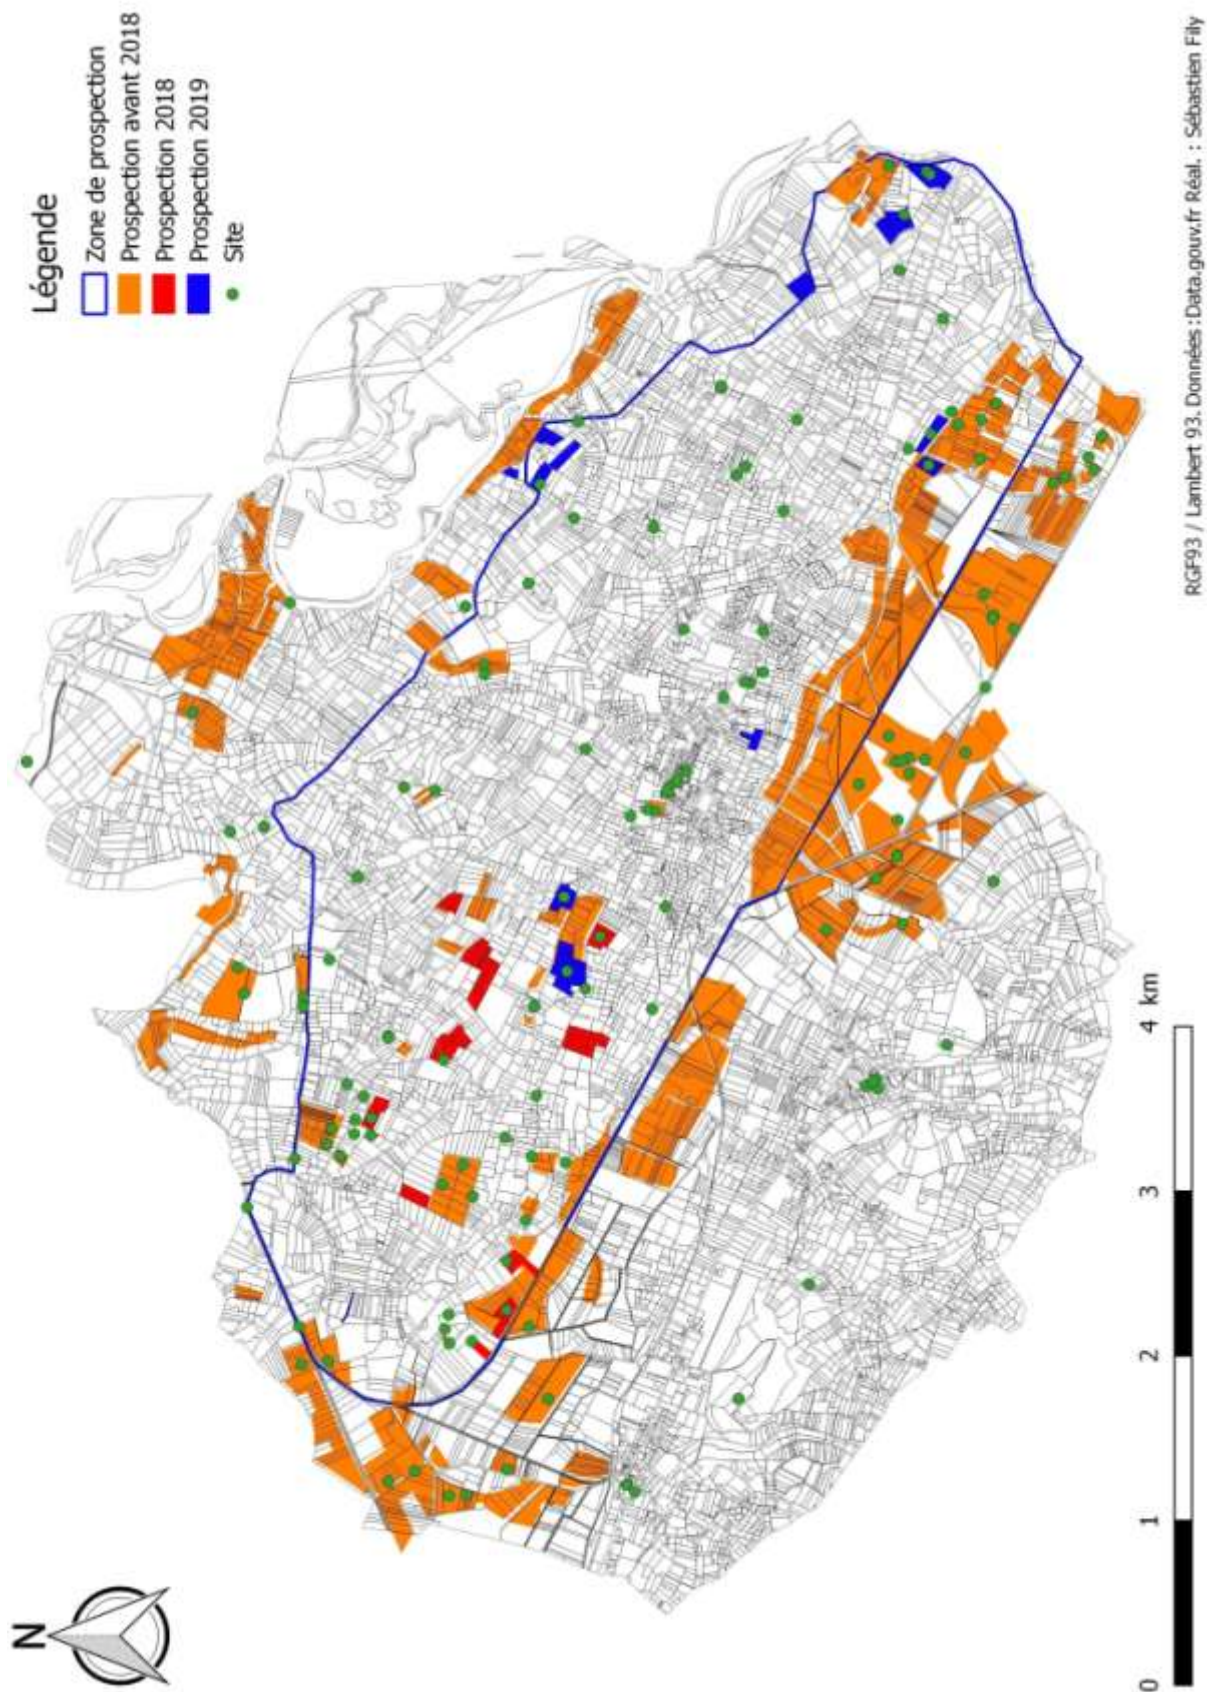 N
Légende
Zone de prospection
Prospection avant 2018
Prospection 2018
Prospection 2019
Site
0 1 2 3 4 km
RGF93 / Lambert 93. Données :Data.gouv.fr Réal. : Sébastien Fily